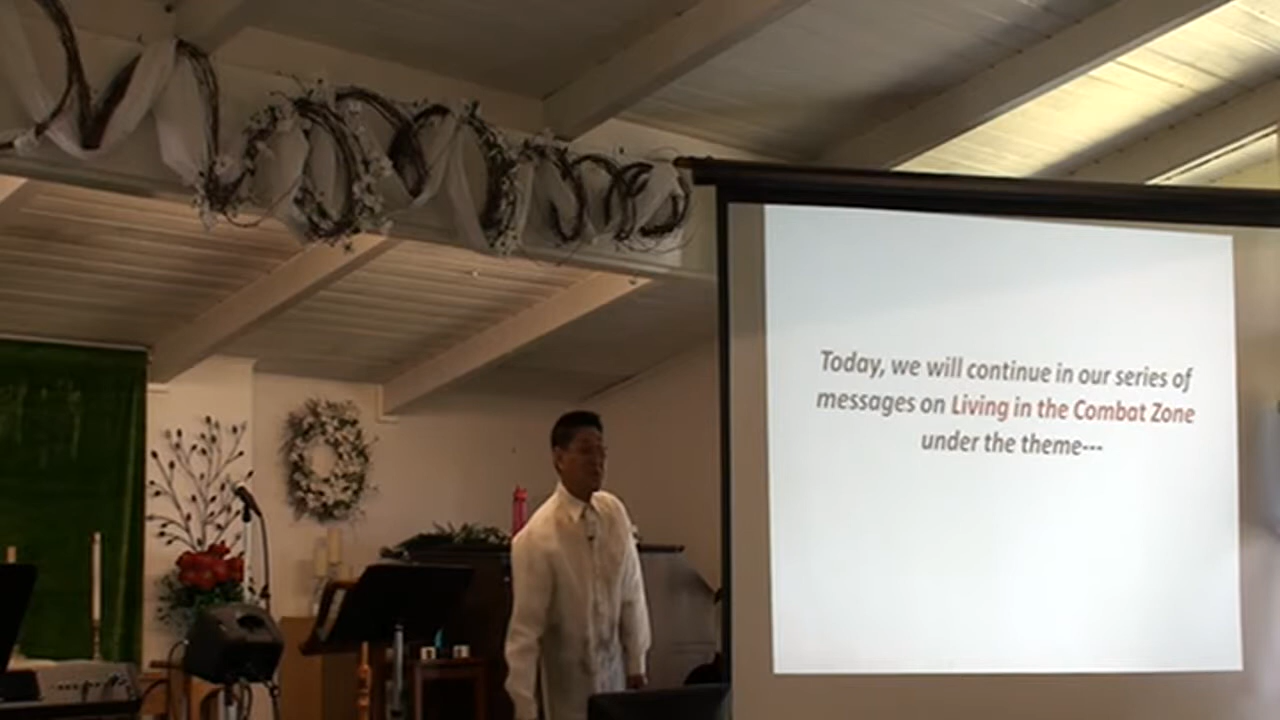 Today, we will continue in our series of
messages on Living in the Combat Zone
under the theme---